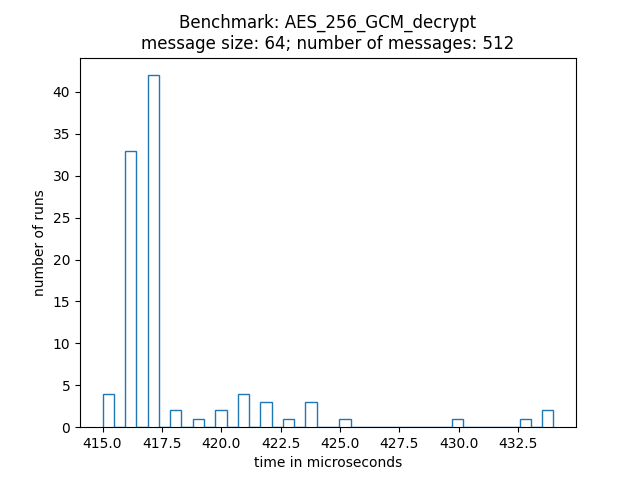 Benchmark: AES_256_GCM_decrypt
message size: 64; number of messages: 512
number of runs
40
35
30
25
20
15
10
5
0
415.0 417.5 420.0 422.5 425.0 427.5 430.0 432.5
time in microseconds